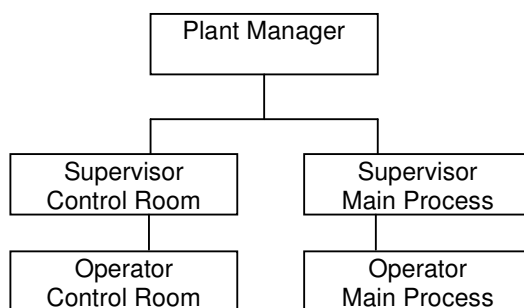 Plant Manager
Supervisor
Control Room
Supervisor
Main Process
Operator
Control Room
Operator
Main Process